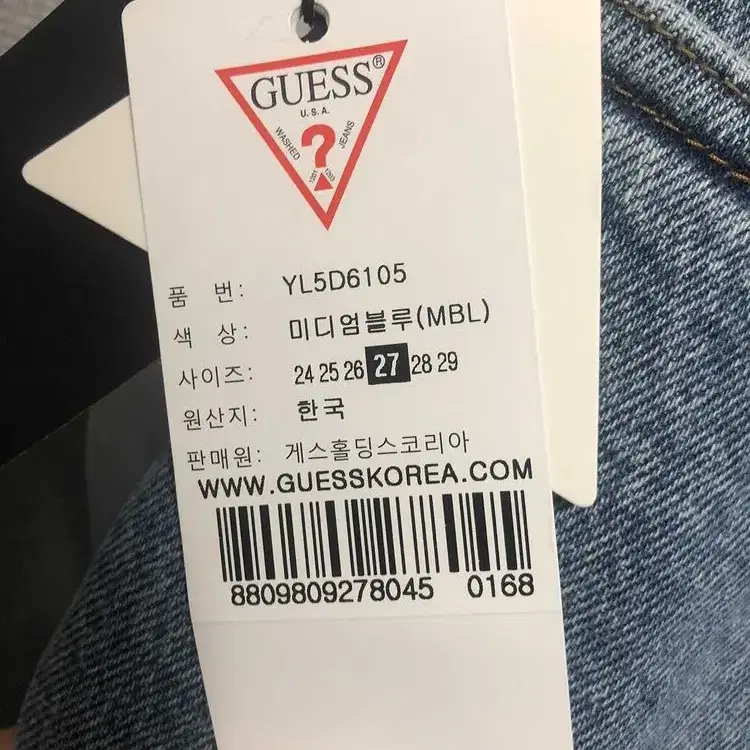 GUESS®
U.S.A.
WASHED ? JEANS
1201 1203
품 번: YL5D6105
색 상: 미디엄블루(MBL)
사이즈: 24 25 26 27 28 29
원산지: 한국
판매원: 게스홀딩스코리아
WWW.GUESSKOREA.COM
8809809278045 0168